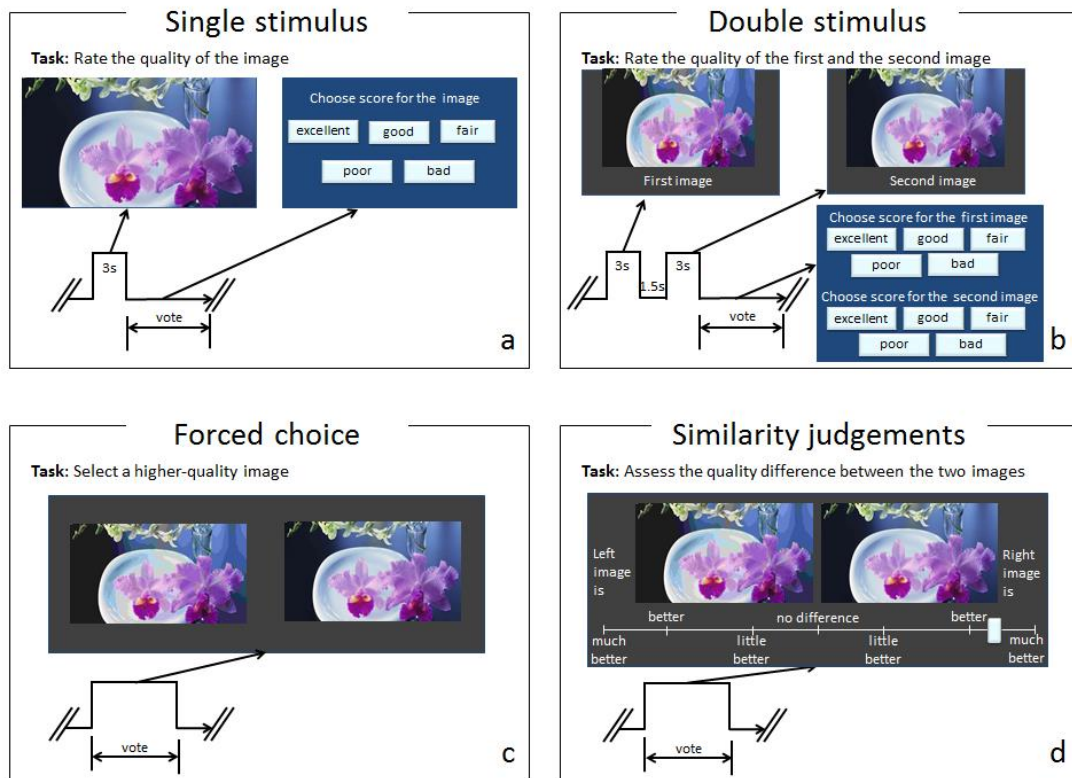 Single stimulus
Task: Rate the quality of the image
Choose score for the image
excellent good fair
poor bad
3s
vote
a
Double stimulus
Task: Rate the quality of the first and the second image
First image
Second image
Choose score for the first image
excellent good fair
poor bad
Choose score for the second image
excellent good fair
poor bad
3s 3s
1.5s
vote
b
Forced choice
Task: Select a higher-quality image
vote
c
Similarity judgements
Task: Assess the quality difference between the two images
Left
image
is
Right
image
is
better no difference better
much little little much
better better better better
vote
d